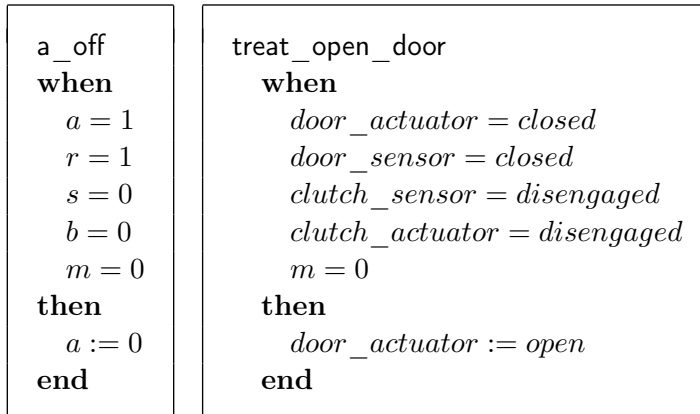 a_off
when
a = 1
r = 1
s = 0
b = 0
m = 0
then
a := 0
end
treat_open_door
when
door_actuator = closed
door_sensor = closed
clutch_sensor = disengaged
clutch_actuator = disengaged
m = 0
then
door_actuator := open
end